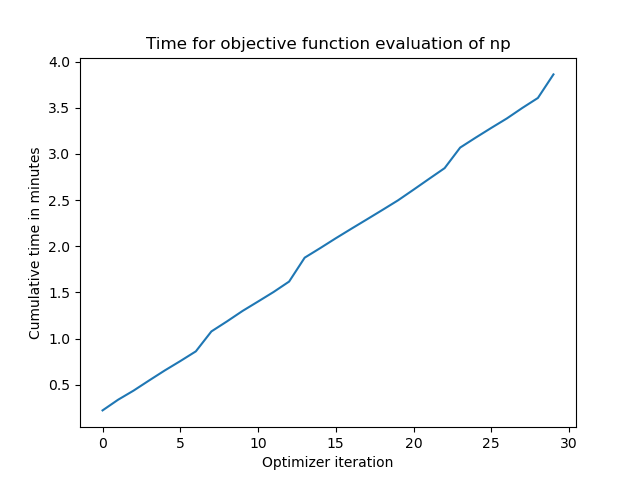 Time for objective function evaluation of np
4.0
3.5
3.0
2.5
2.0
1.5
1.0
0.5
Cumulative time in minutes
0 5 10 15 20 25 30
Optimizer iteration